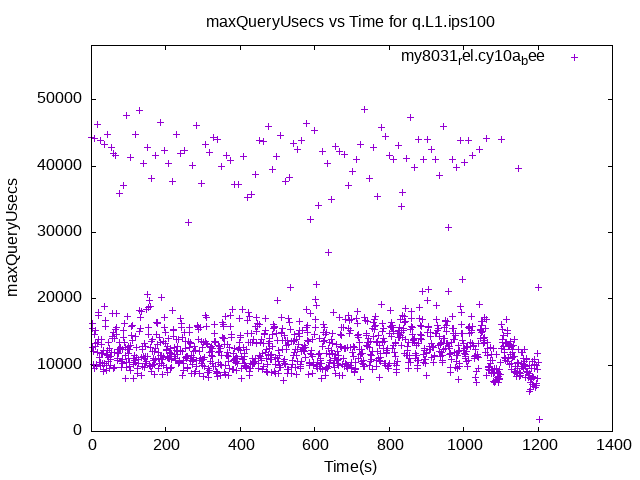 maxQueryUsecs vs Time for q.L1.ips100
my8031rel.cy10abee
50000
40000
30000
20000
10000
0
maxQueryUsecs
0 200 400 600 800 1000 1200 1400
Time(s)